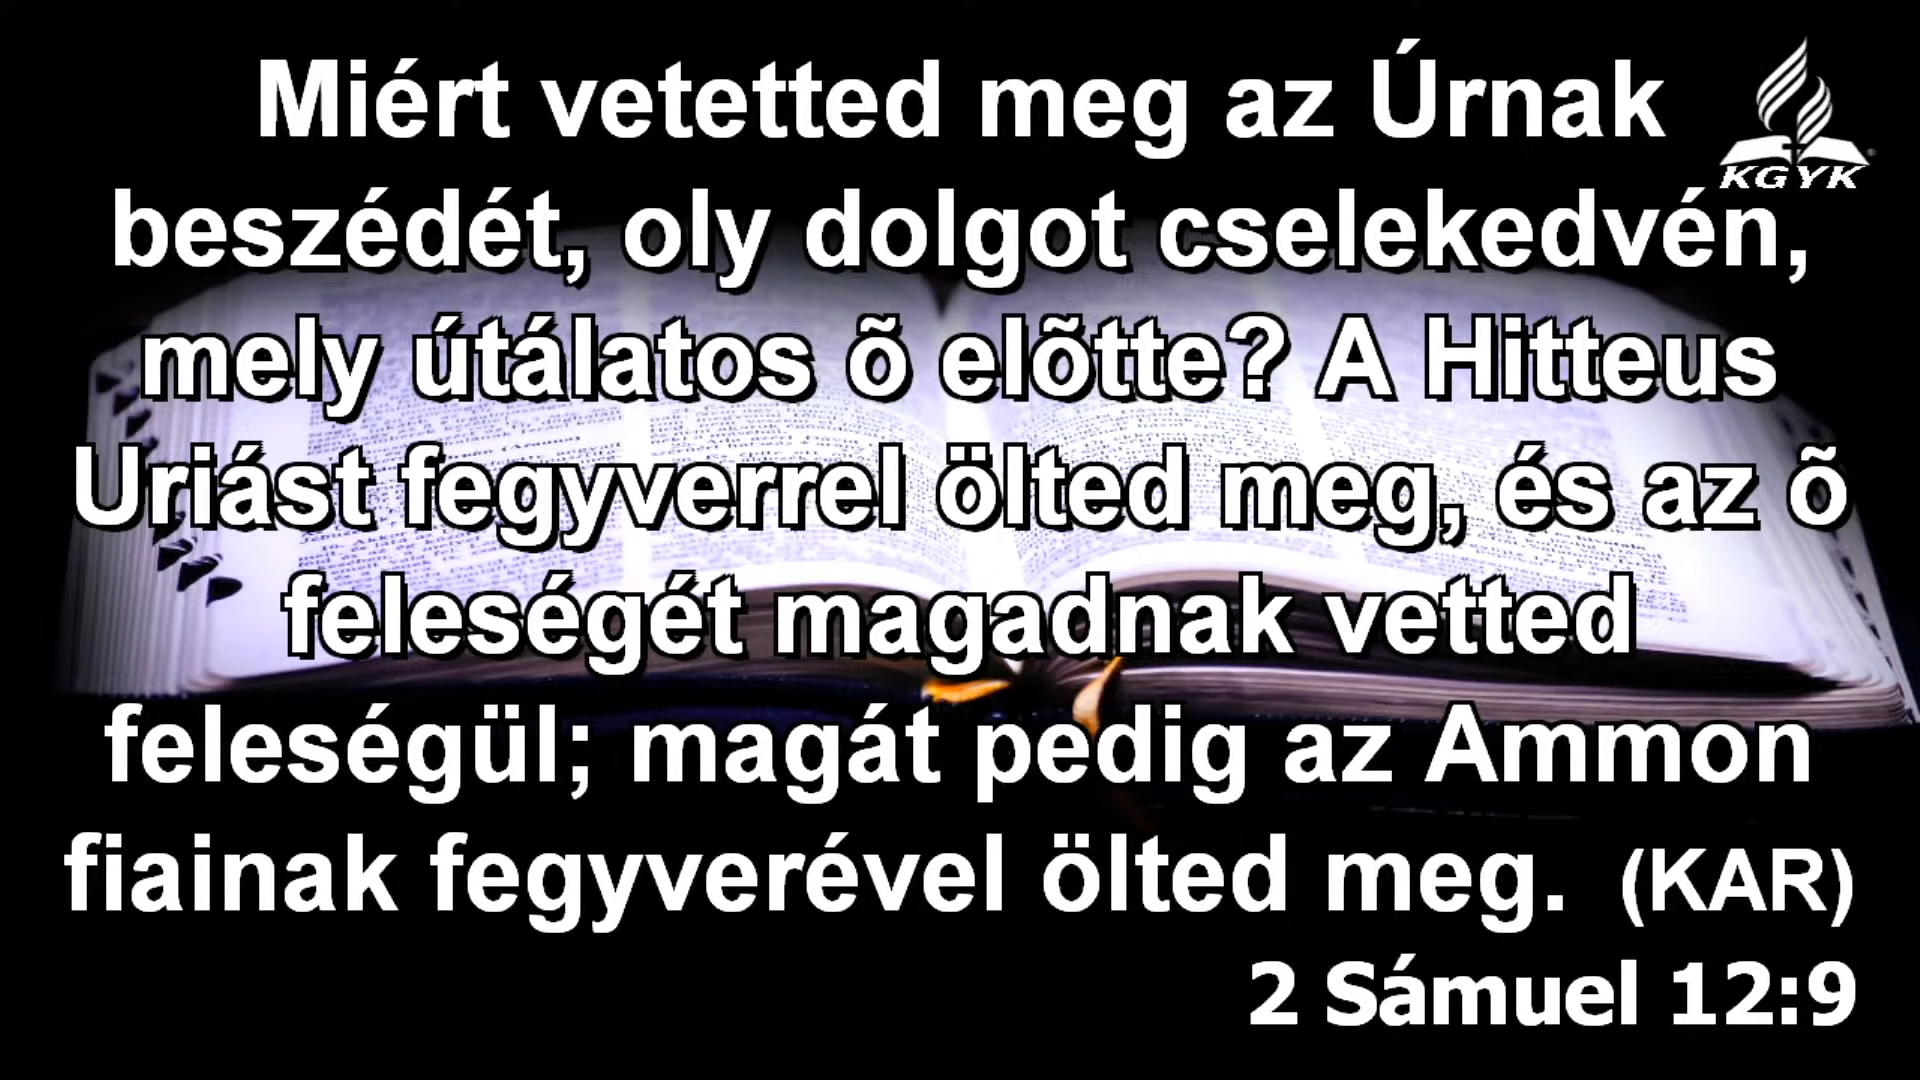 Miért vetetted meg az Úrnak
KGYK
beszédét, oly dolgot cselekedvén,
mely útálatos õ elõtte? A Hitteus
Uriást fegyverrel ölted meg, és az õ
feleségét magadnak vetted
feleségül; magát pedig az Ammon
fiainak fegyverével ölted meg. (KAR)
2 Sámuel 12:9